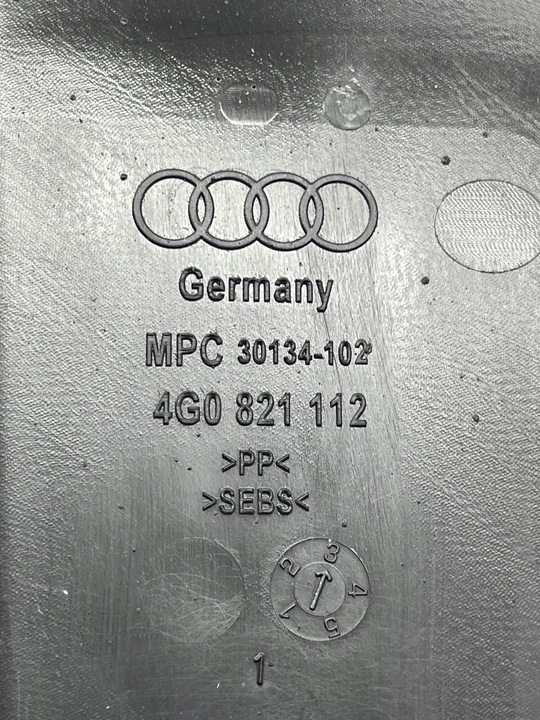 Germany
MPC 30134-102
4G0 821 112
>PP<
>SEBS<
1 2 3 4 5
1